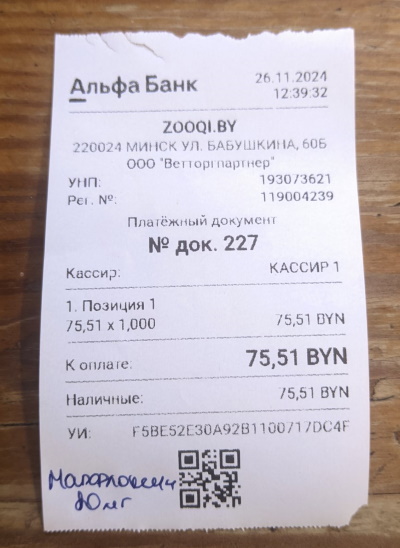 Альфа Банк
26.11.2024
12:39:32
ZOOQI.BY
220024 МИНСК УЛ. БАБУШКИНА, 60Б
ООО "Ветторгпартнер"
УНП: 193073621
Рег. №: 119004239
Платёжный документ
№ док. 227
Кассир: КАССИР 1
1. Позиция 1
75,51 x 1,000 75,51 BYN
К оплате: 75,51 BYN
Наличные: 75,51 BYN
УИ: F5BE52E30A92B1100717DC4F